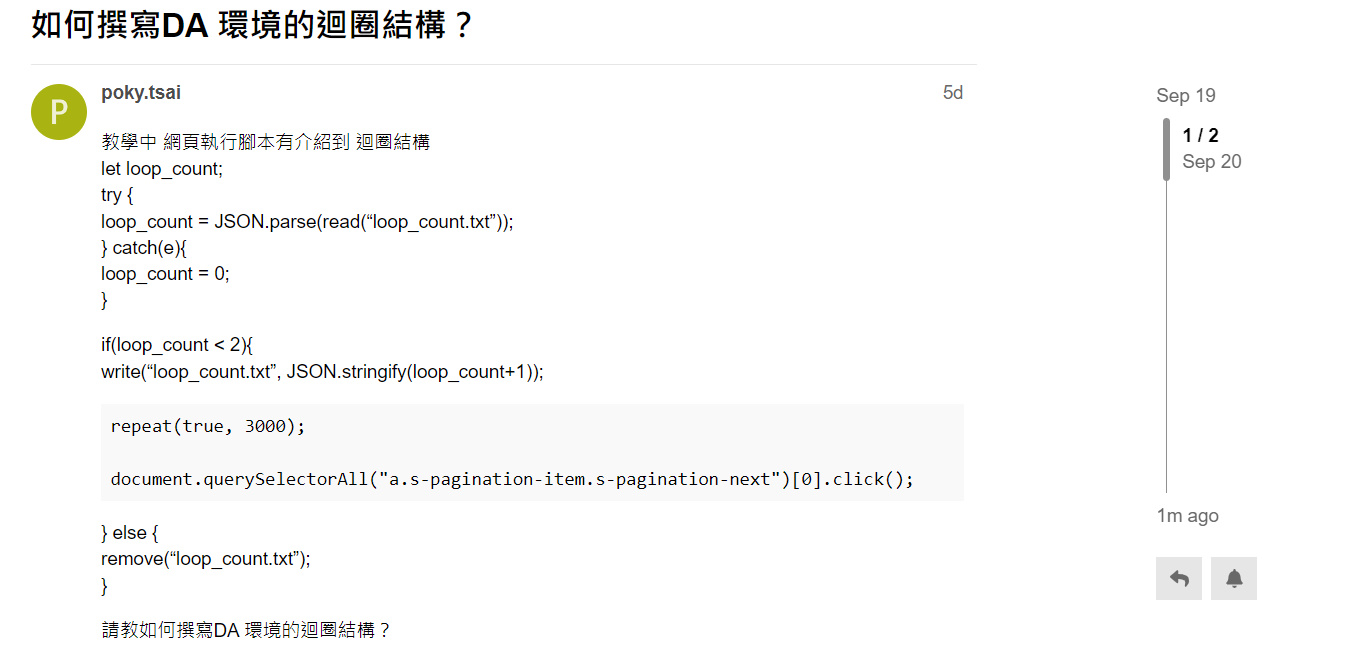 如何撰寫DA 環境的迴圈結構？
P
poky.tsai
5d
教學中 網頁執行腳本有介紹到 迴圈結構
let loop_count;
try {
loop_count = JSON.parse(read(“loop_count.txt”));
} catch(e){
loop_count = 0;
}
if(loop_count < 2){
write(“loop_count.txt”, JSON.stringify(loop_count+1));
repeat(true, 3000);
document.querySelectorAll("a.s-pagination-item.s-pagination-next")[0].click();
} else {
remove(“loop_count.txt”);
}
請教如何撰寫DA 環境的迴圈結構？
Sep 19
1 / 2
Sep 20
1m ago